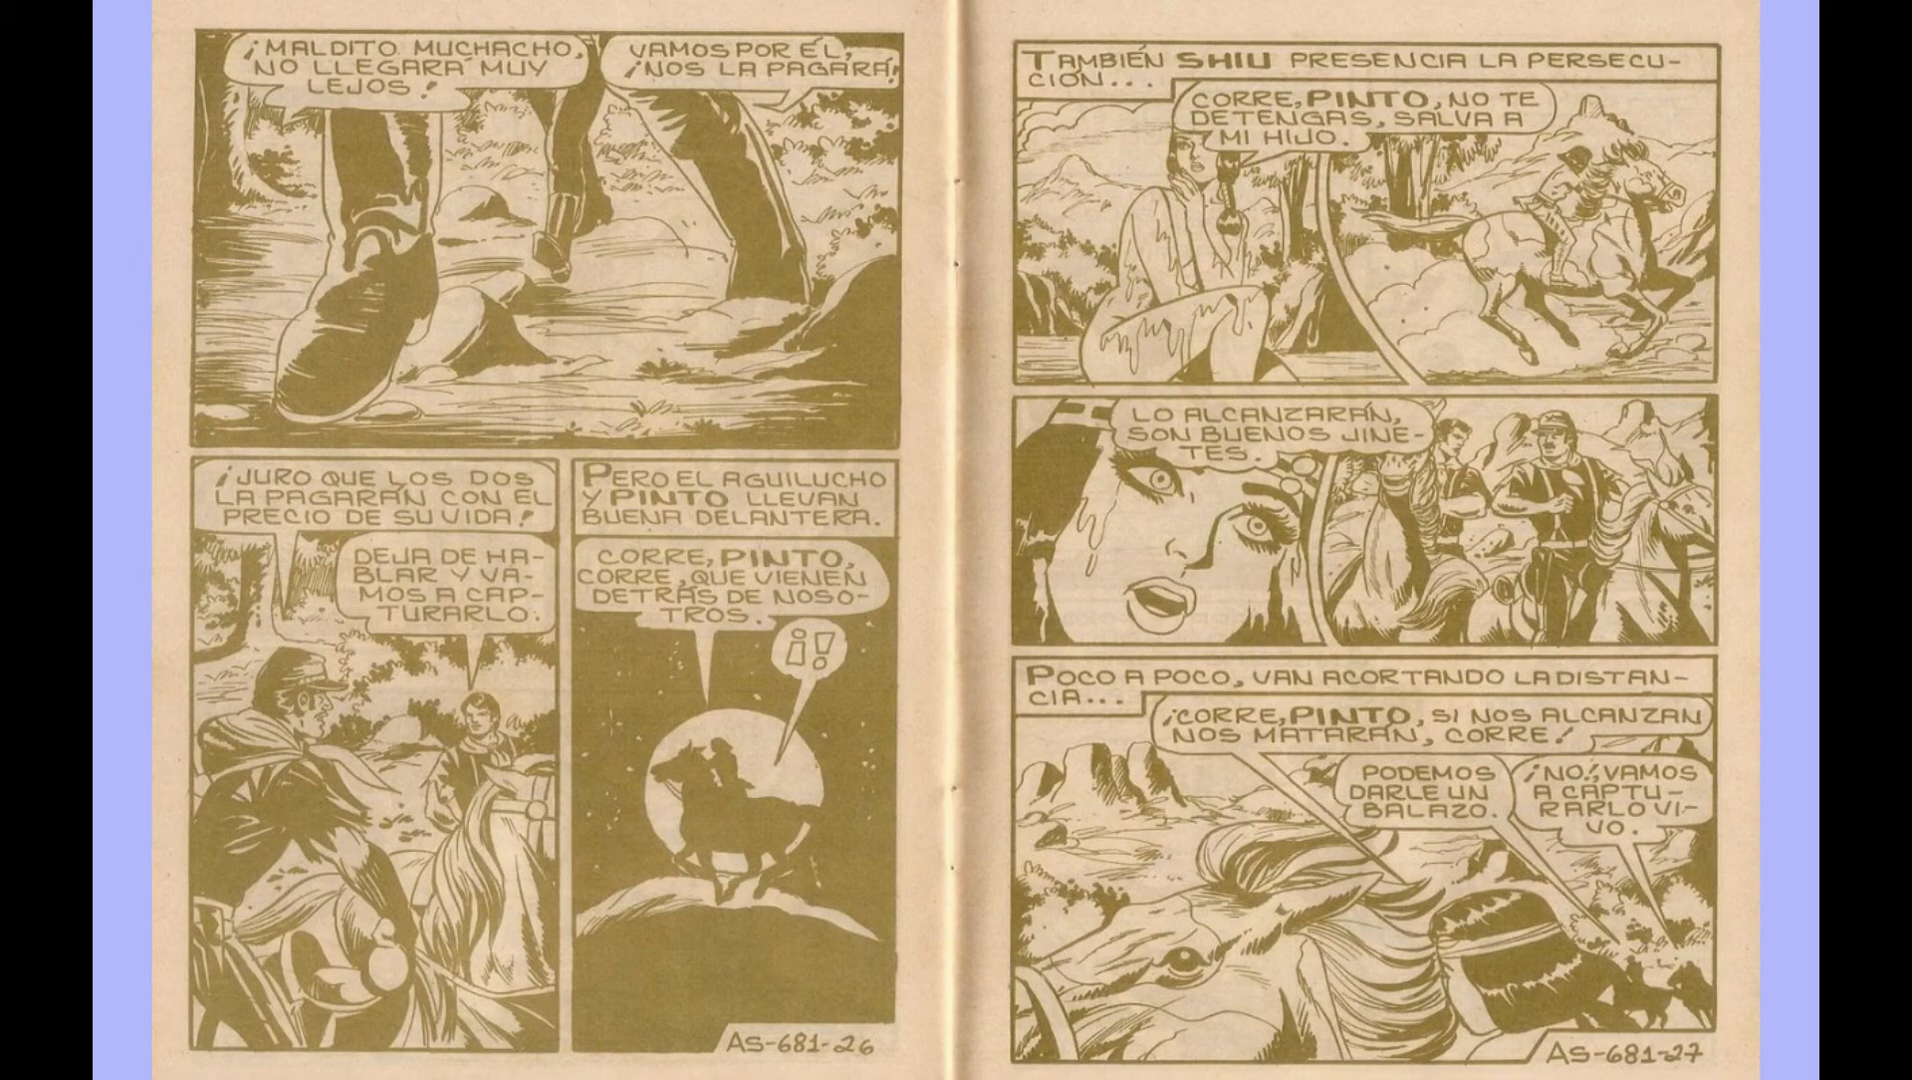 ¡MALDITO MUCHACHO,
NO LLEGARÁ MUY
LEJOS!
VAMOS POR ÉL,
¡NOS LA PAGARÁ!
¡JURO QUE LOS DOS
LA PAGARÁN CON EL
PRECIO DE SU VIDA!
DEJA DE HA-
BLAR Y VA-
MOS A CAP-
TURARLO.
PERO EL AGUILUCHO
Y PINTO LLEVAN
BUENA DELANTERA.
CORRE, PINTO,
CORRE, QUE VIENEN
DETRÁS DE NOSO-
TROS.
¡!
AS-681-26
TAMBIÉN SHIU PRESENCIA LA PERSECU-
CIÓN...
CORRE, PINTO, NO TE
DETENGAS, SALVA A
MI HIJO.
LO ALCANZARÁN,
SON BUENOS JINE-
TES.
POCO A POCO, VAN ACORTANDO LA DISTAN-
CIA...
¡CORRE, PINTO, SI NOS ALCANZAN
NOS MATARÁN, CORRE!
PODEMOS
DARLE UN
BALAZO.
¡NO!, VAMOS
A CAPTU-
RARLO VI-
VO.
AS-681-27